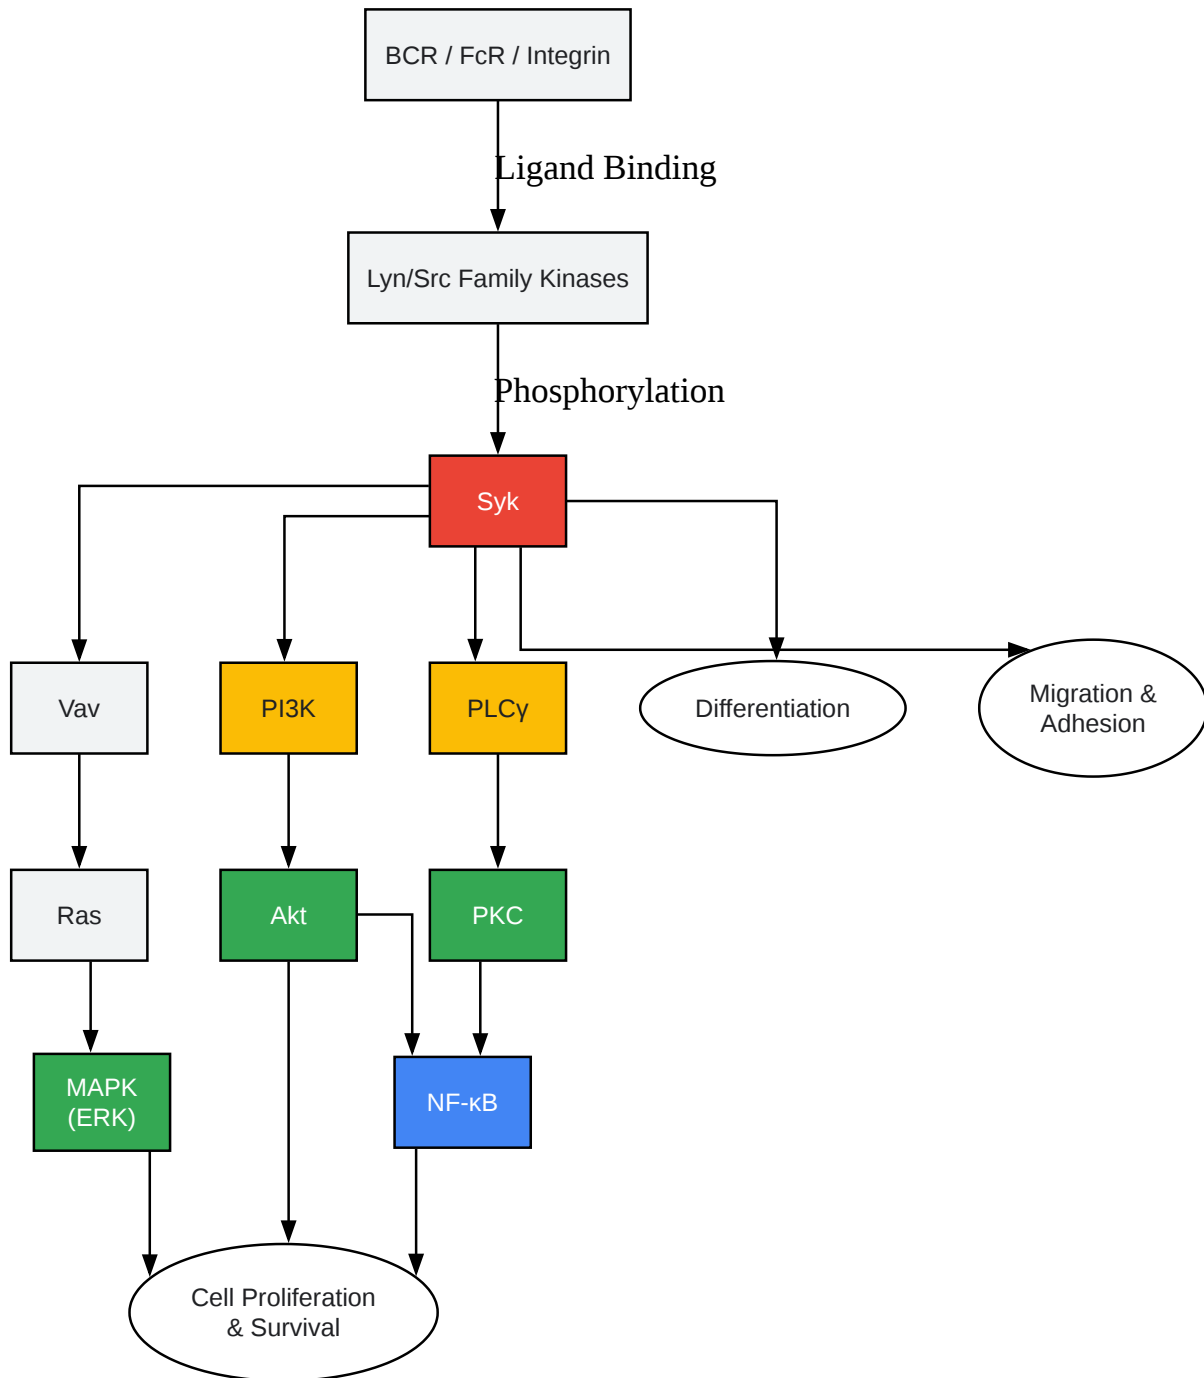 BCR / FcR / Integrin
Ligand Binding
Lyn/Src Family Kinases
Phosphorylation
Syk
Vav
PI3K
PLCγ
Differentiation
Migration &
Adhesion
Ras
Akt
PKC
MAPK
(ERK)
NF-κB
Cell Proliferation
& Survival